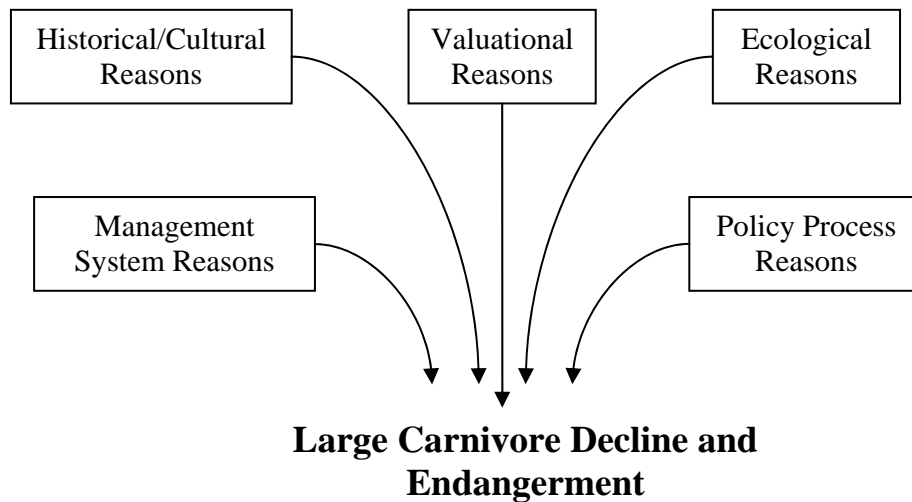 Historical/Cultural
Reasons
Valuational
Reasons
Ecological
Reasons
Management
System Reasons
Policy Process
Reasons
Large Carnivore Decline and
Endangerment